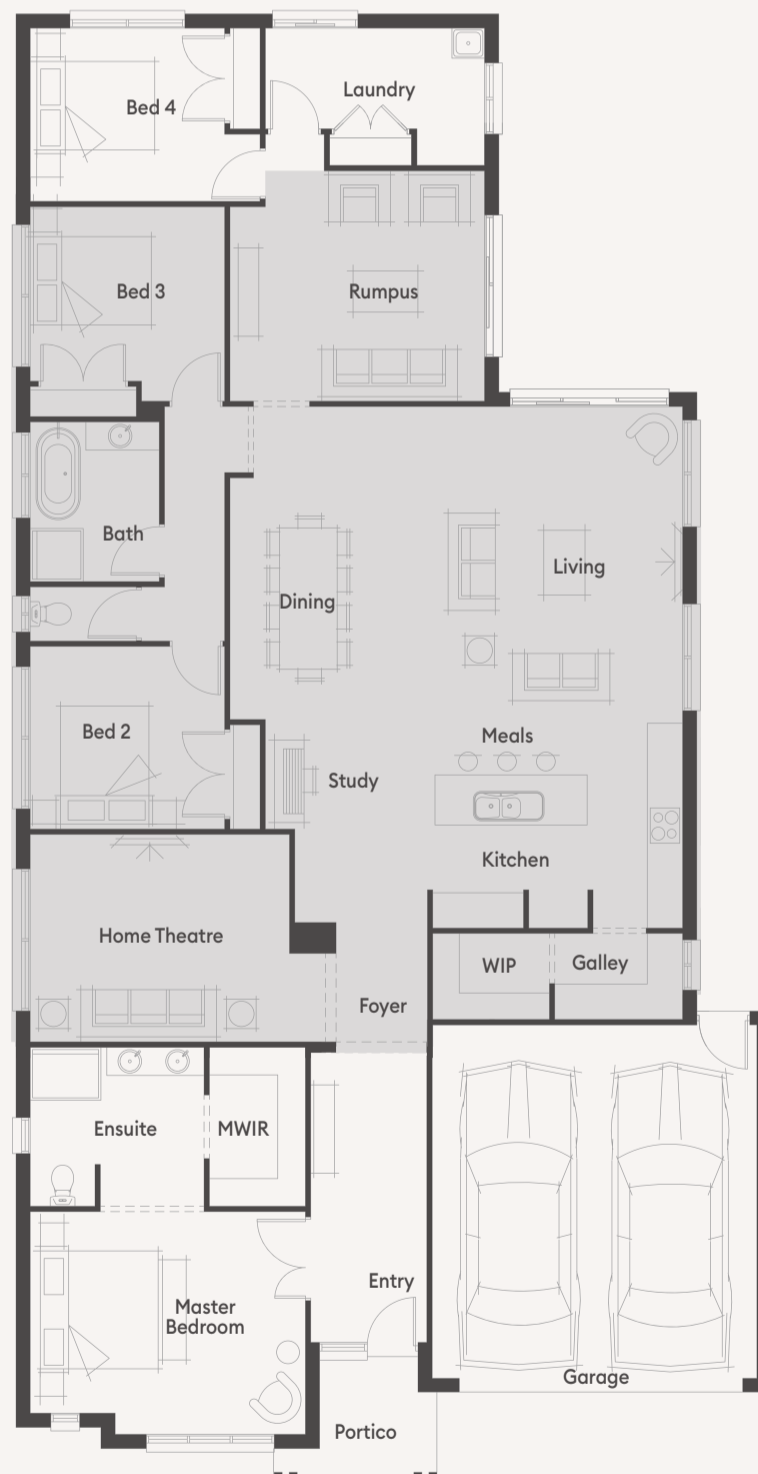 Bed 4
Laundry
Bed 3
Rumpus
Bath
Dining
Living
Bed 2
Meals
Study
Kitchen
Home Theatre
WIP
Galley
Foyer
Ensuite
MWIR
Entry
Master
Bedroom
Garage
Portico